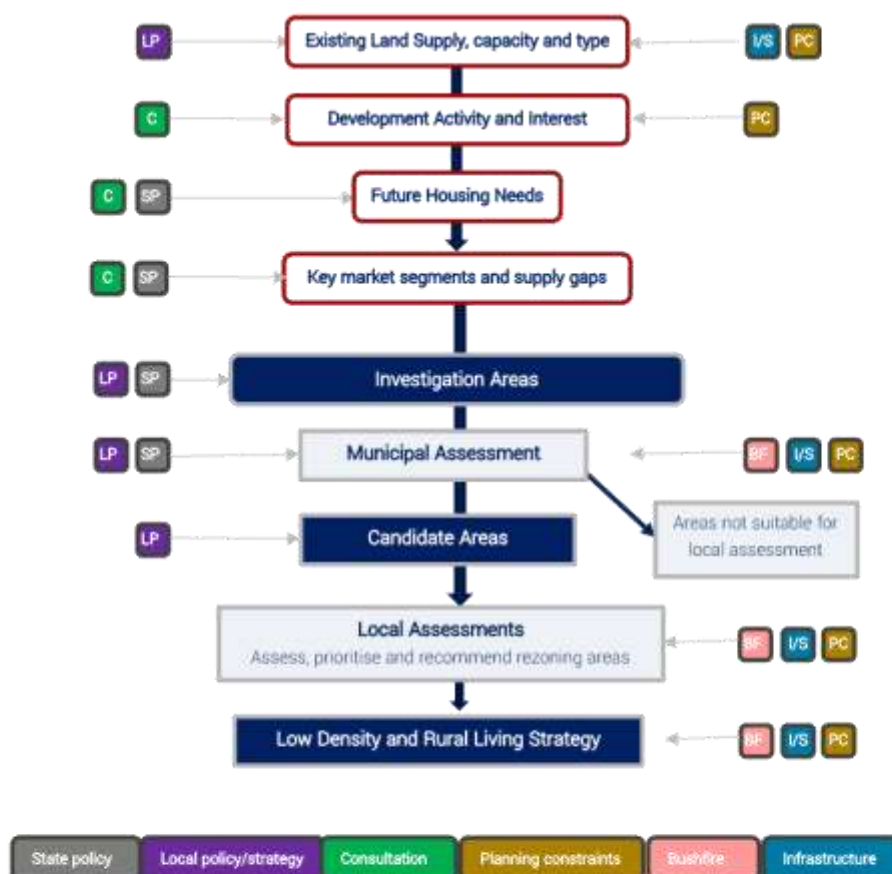 LP Existing Land Supply, capacity and type I/S PC
C Development Activity and Interest PC
C SP Future Housing Needs
C SP Key market segments and supply gaps
LP SP Investigation Areas
LP SP Municipal Assessment BF I/S PC
Areas not suitable for
local assessment
LP Candidate Areas
Local Assessments
Assess, prioritise and recommend rezoning areas
BF I/S PC
Low Density and Rural Living Strategy BF I/S PC
State policy Local policy/strategy Consultation Planning constraints Bushfire Infrastructure